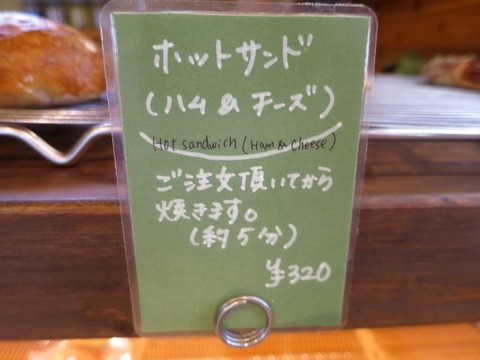 ホットサンド
(ハム&チーズ)
Hot sandwich (Ham & Cheese)
ご注文頂いてから
焼きます。
(約5分)
¥320